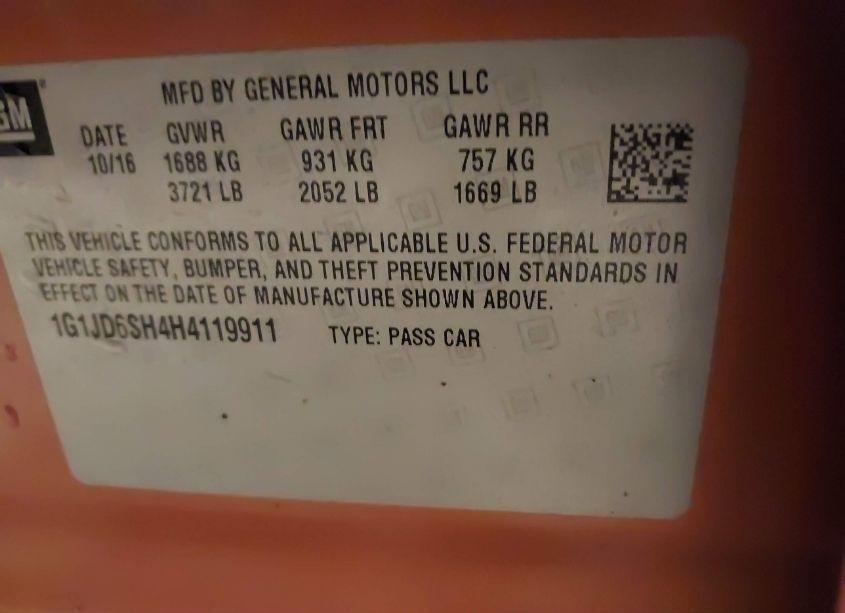 GM
MFD BY GENERAL MOTORS LLC
DATE GVWR GAWR FRT GAWR RR
10/16 1688 KG 931 KG 757 KG
3721 LB 2052 LB 1669 LB
THIS VEHICLE CONFORMS TO ALL APPLICABLE U.S. FEDERAL MOTOR
VEHICLE SAFETY, BUMPER, AND THEFT PREVENTION STANDARDS IN
EFFECT ON THE DATE OF MANUFACTURE SHOWN ABOVE.
1G1JD6SH4H4119911 TYPE: PASS CAR